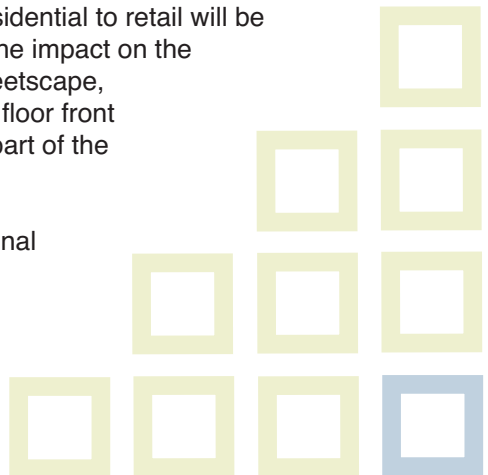 sidential to retail will be
he impact on the
eetscape,
floor front
part of the
nal